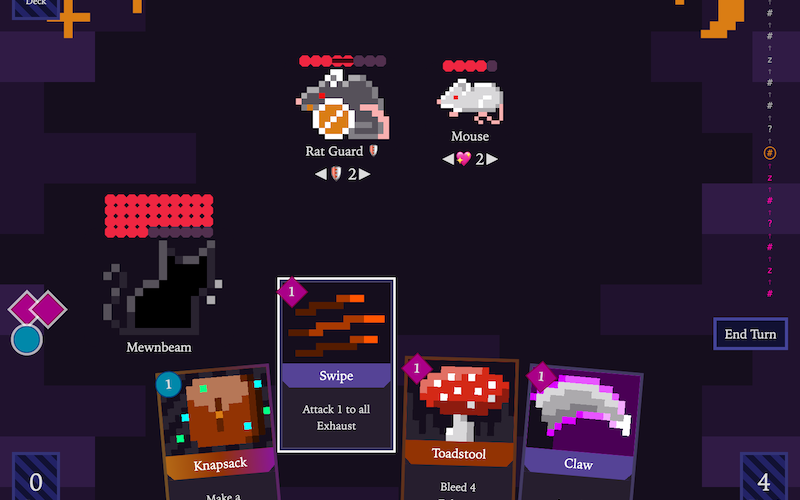 Deck
Rat Guard
2
Mouse
2
Mewnbeam
1
Knapsack
Make a
1
Swipe
Attack 1 to all
Exhaust
1
Toadstool
Bleed 4
1
Claw
#
#
z
#
#
?
#
z
#
?
#
z
#
End Turn
0
4